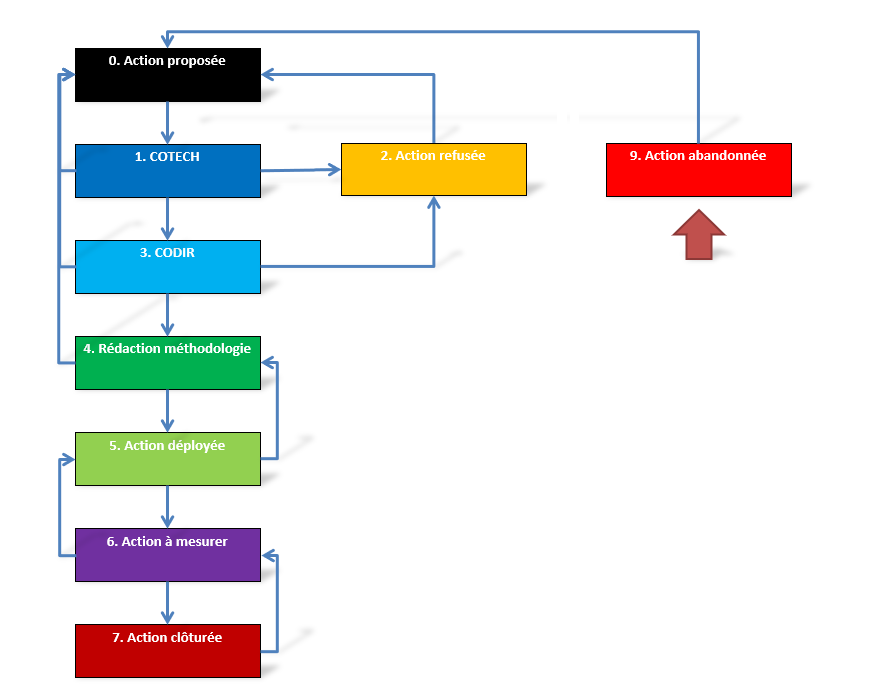 0. Action proposée
1. COTECH
2. Action refusée
9. Action abandonnée
3. CODIR
4. Rédaction méthodologie
5. Action déployée
6. Action à mesurer
7. Action clôturée